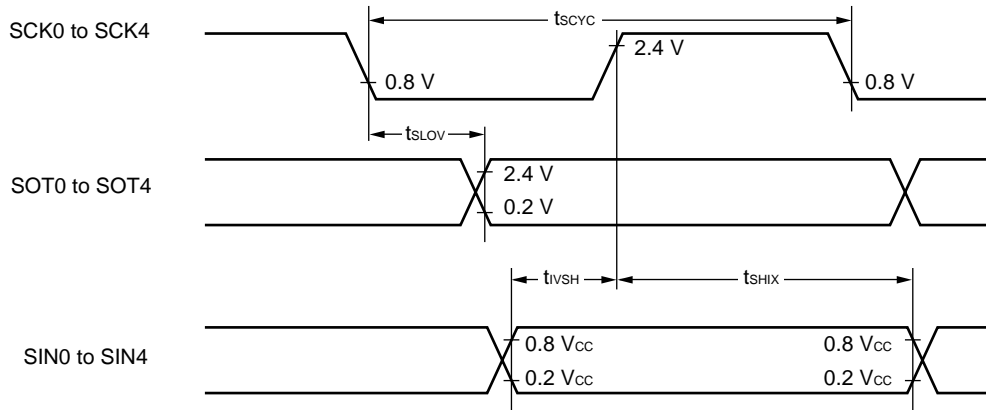 tSCYC
SCK0 to SCK4
2.4 V
0.8 V
0.8 V
tSLOV
SOT0 to SOT4
2.4 V
0.2 V
tIVSH
tSHIX
SIN0 to SIN4
0.8 VCC
0.8 VCC
0.2 VCC
0.2 VCC